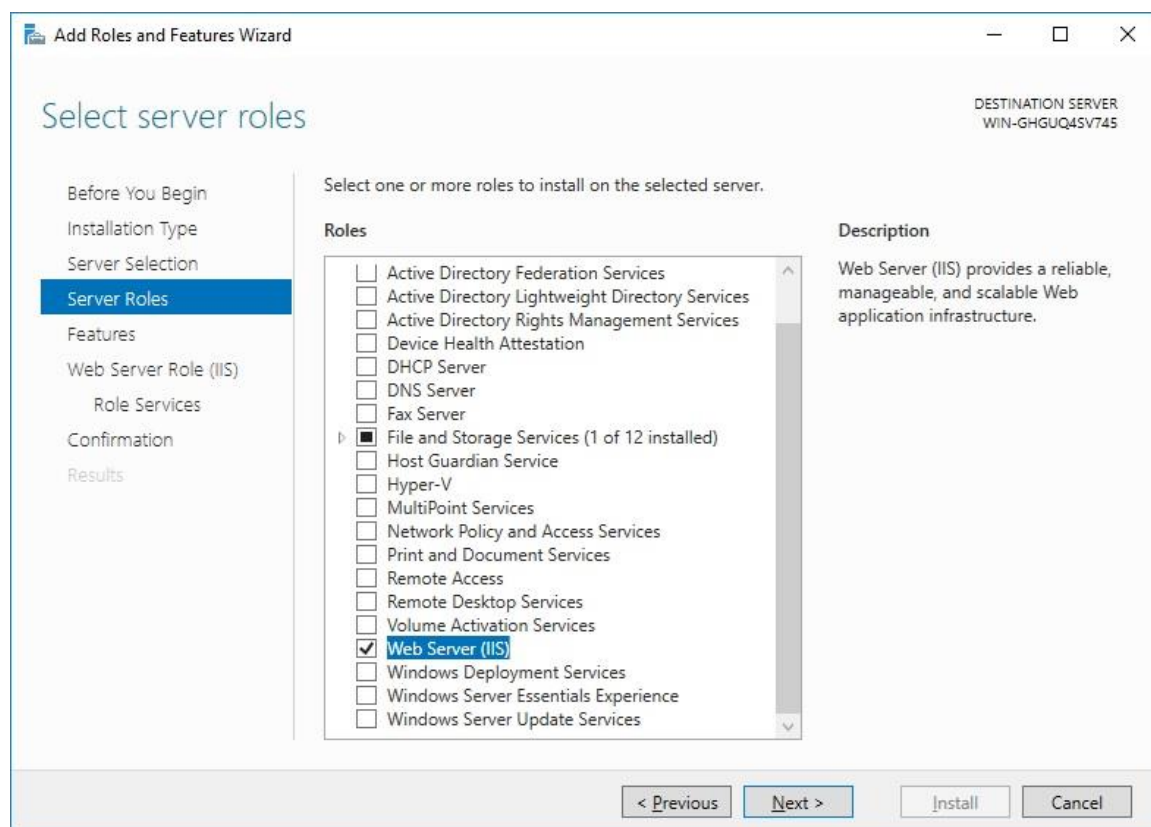 Add Roles and Features Wizard
Select server roles
DESTINATION SERVER
WIN-GHGUQ4SV745
Before You Begin
Installation Type
Server Selection
Server Roles
Features
Web Server Role (IIS)
Role Services
Confirmation
Results
Select one or more roles to install on the selected server.
Roles
Active Directory Federation Services
Active Directory Lightweight Directory Services
Active Directory Rights Management Services
Device Health Attestation
DHCP Server
DNS Server
Fax Server
File and Storage Services (1 of 12 installed)
Host Guardian Service
Hyper-V
MultiPoint Services
Network Policy and Access Services
Print and Document Services
Remote Access
Remote Desktop Services
Volume Activation Services
Web Server (IIS)
Windows Deployment Services
Windows Server Essentials Experience
Windows Server Update Services
Description
Web Server (IIS) provides a reliable,
manageable, and scalable Web
application infrastructure.
< Previous
Next >
Install
Cancel